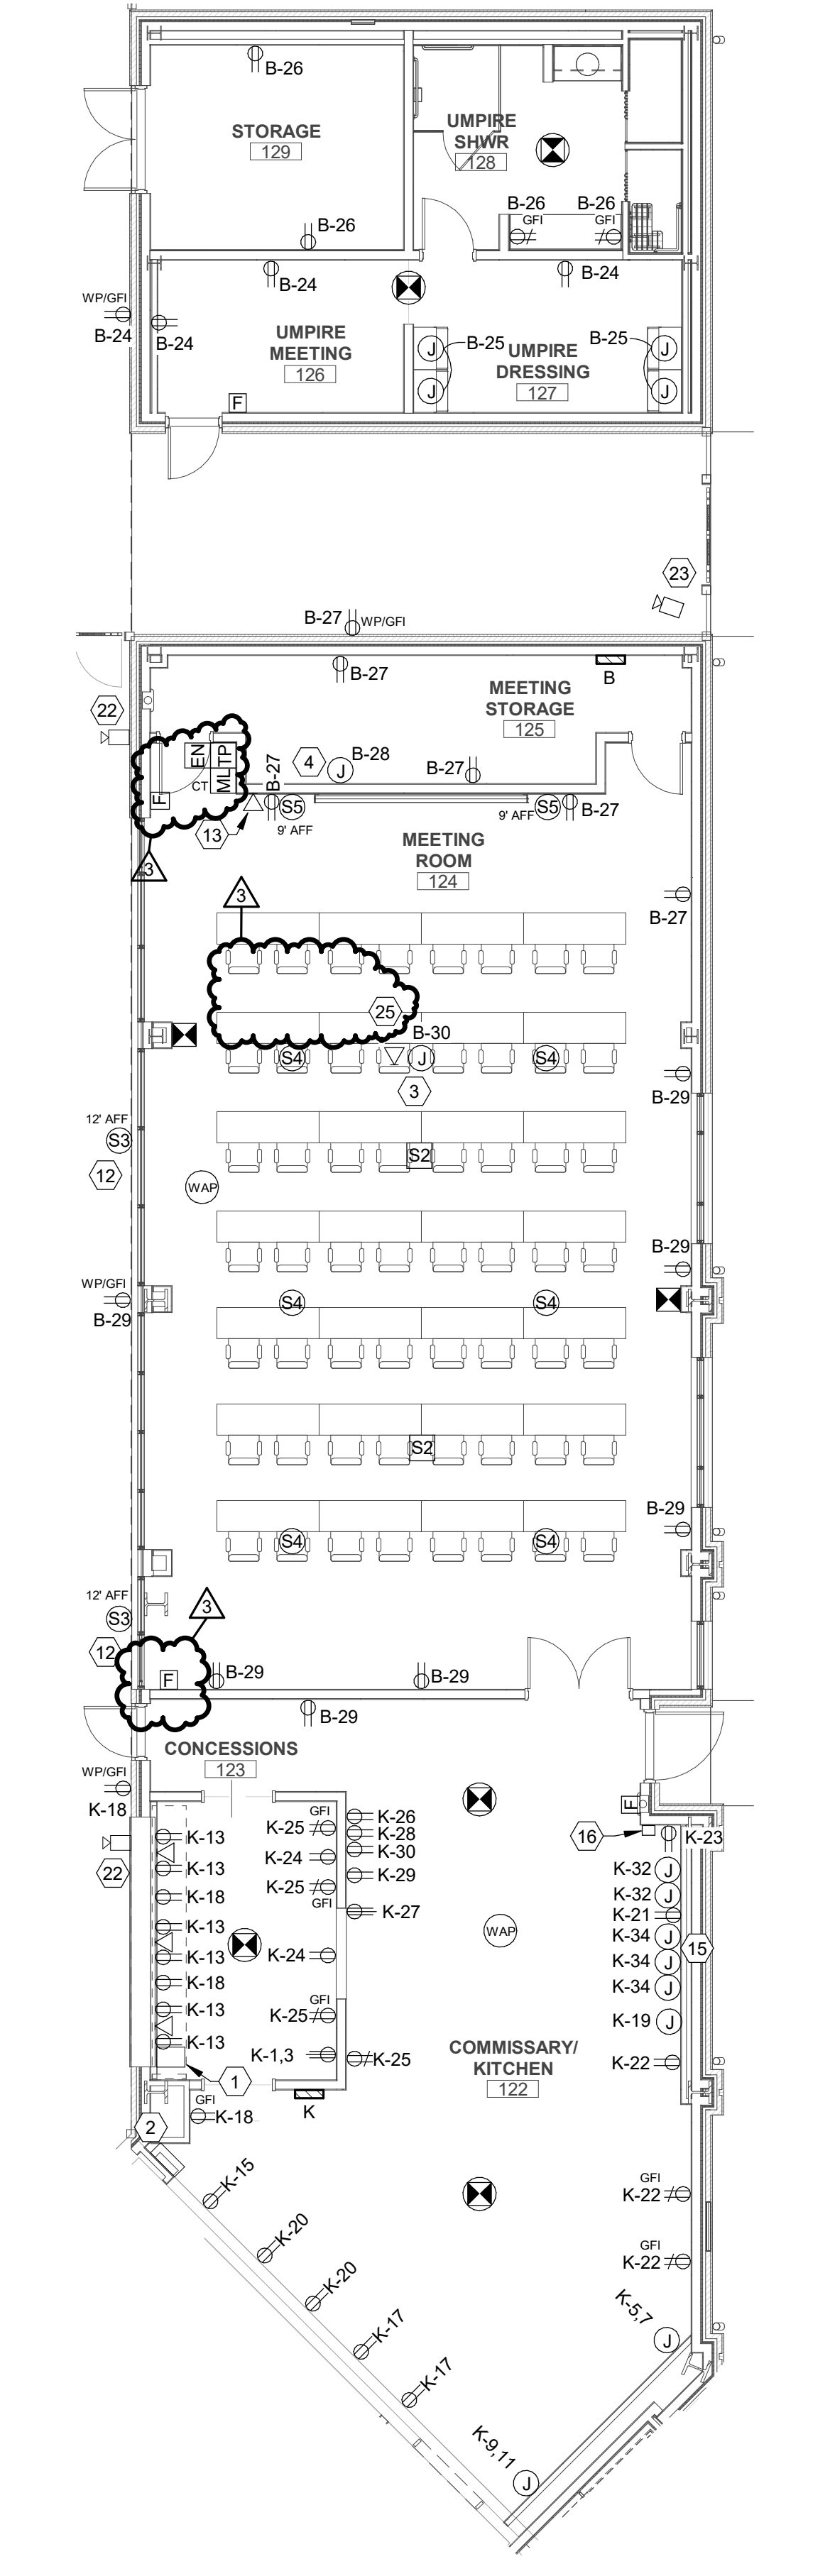 B-26
STORAGE
129
UMPIRE
SHWR
128
B-26
B-26
B-26
GFI
GFI
B-24
B-24
WP/GFI
B-24
B-24
UMPIRE
MEETING
126
J
B-25
B-25
J
UMPIRE
DRESSING
127
J
J
F
23
B-27
WP/GFI
B-27
B
MEETING
STORAGE
125
22
EN
TP
ML
CT
F
B-27
4
J
B-28
B-27
13
S5
9' AFF
9' AFF
S5
B-27
3
MEETING
ROOM
124
3
B-27
25
B-30
S4
J
S4
3
B-29
12' AFF
S3
12
S2
WAP
B-29
WP/GFI
B-29
S4
S4
S2
B-29
S4
S4
12' AFF
S3
3
12
F
B-29
B-29
B-29
CONCESSIONS
123
WP/GFI
K-18
F
16
K-23
22
K-13
K-13
K-18
K-13
K-13
K-18
K-13
K-13
GFI
K-25
K-24
K-25
GFI
K-24
GFI
K-25
K-1,3
K-26
K-28
K-30
K-29
K-27
K-25
WAP
K-32
J
K-32
J
K-21
K-34
J
15
K-34
J
K-34
J
K-19
J
K-22
COMMISSARY/
KITCHEN
122
1
K
2
GFI
K-18
K-15
K-20
K-20
K-17
K-17
GFI
K-22
GFI
K-22
K-5,7
J
K-9,11
J